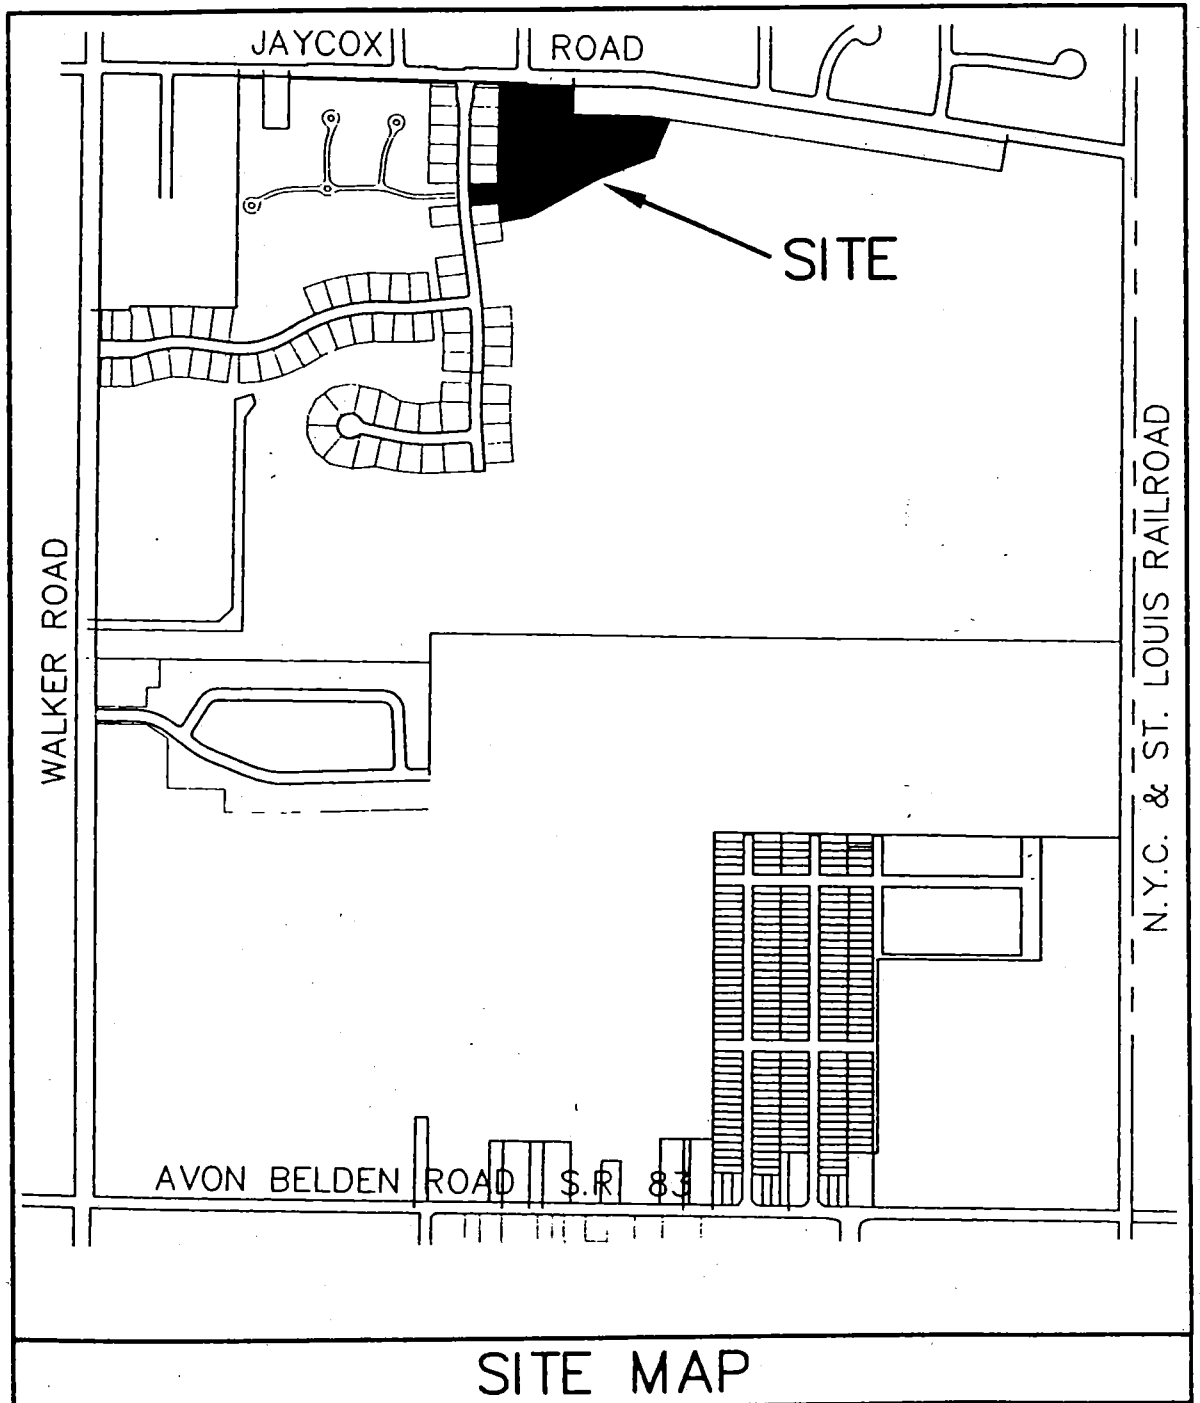 JAYCOX ROAD
SITE
WALKER ROAD
N.Y.C. & ST. LOUIS RAILROAD
AVON BELDEN ROAD S.R. 83
SITE MAP